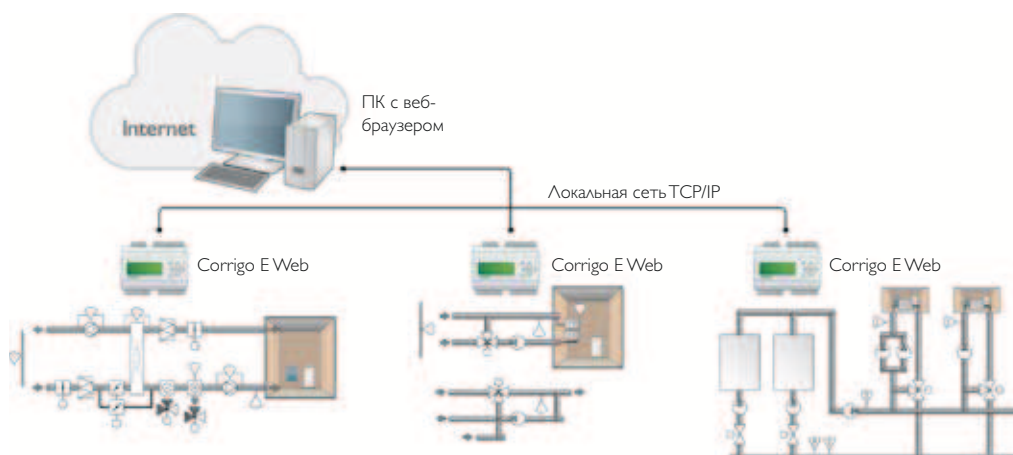 ПК с веб-
браузером
Internet
Локальная сеть TCP/IP
Corrigo E Web
Corrigo E Web
Corrigo E Web